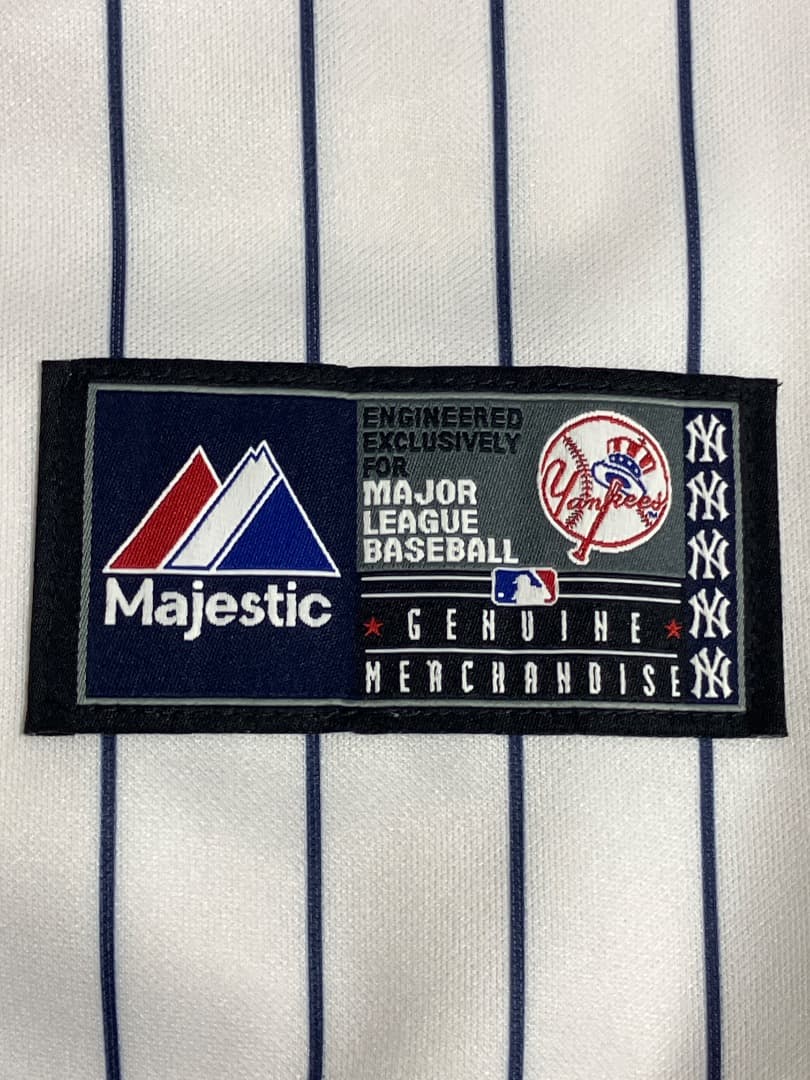 Majestic
ENGINEERED
EXCLUSIVELY
FOR
MAJOR
LEAGUE
BASEBALL
Yankees
GENUINE
MERCHANDISE
NY
NY
NY
NY
NY